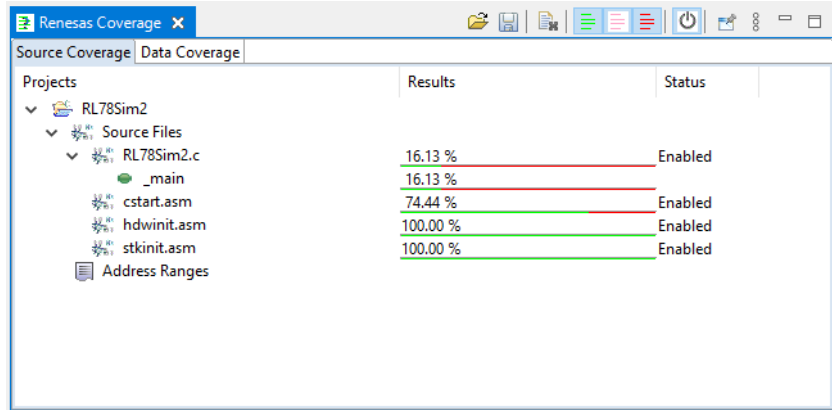 Renesas Coverage
Source Coverage Data Coverage
Projects Results Status
RL78Sim2
Source Files
RL78Sim2.c 16.13 % Enabled
_main 16.13 %
cstart.asm 74.44 % Enabled
hdwinit.asm 100.00 % Enabled
stkinit.asm 100.00 % Enabled
Address Ranges